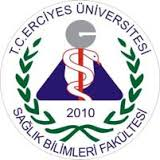 T.C.ERCİYES ÜNİVERSİTESİ
2010
SAĞLIK BİLİMLERİ FAKÜLTESİ